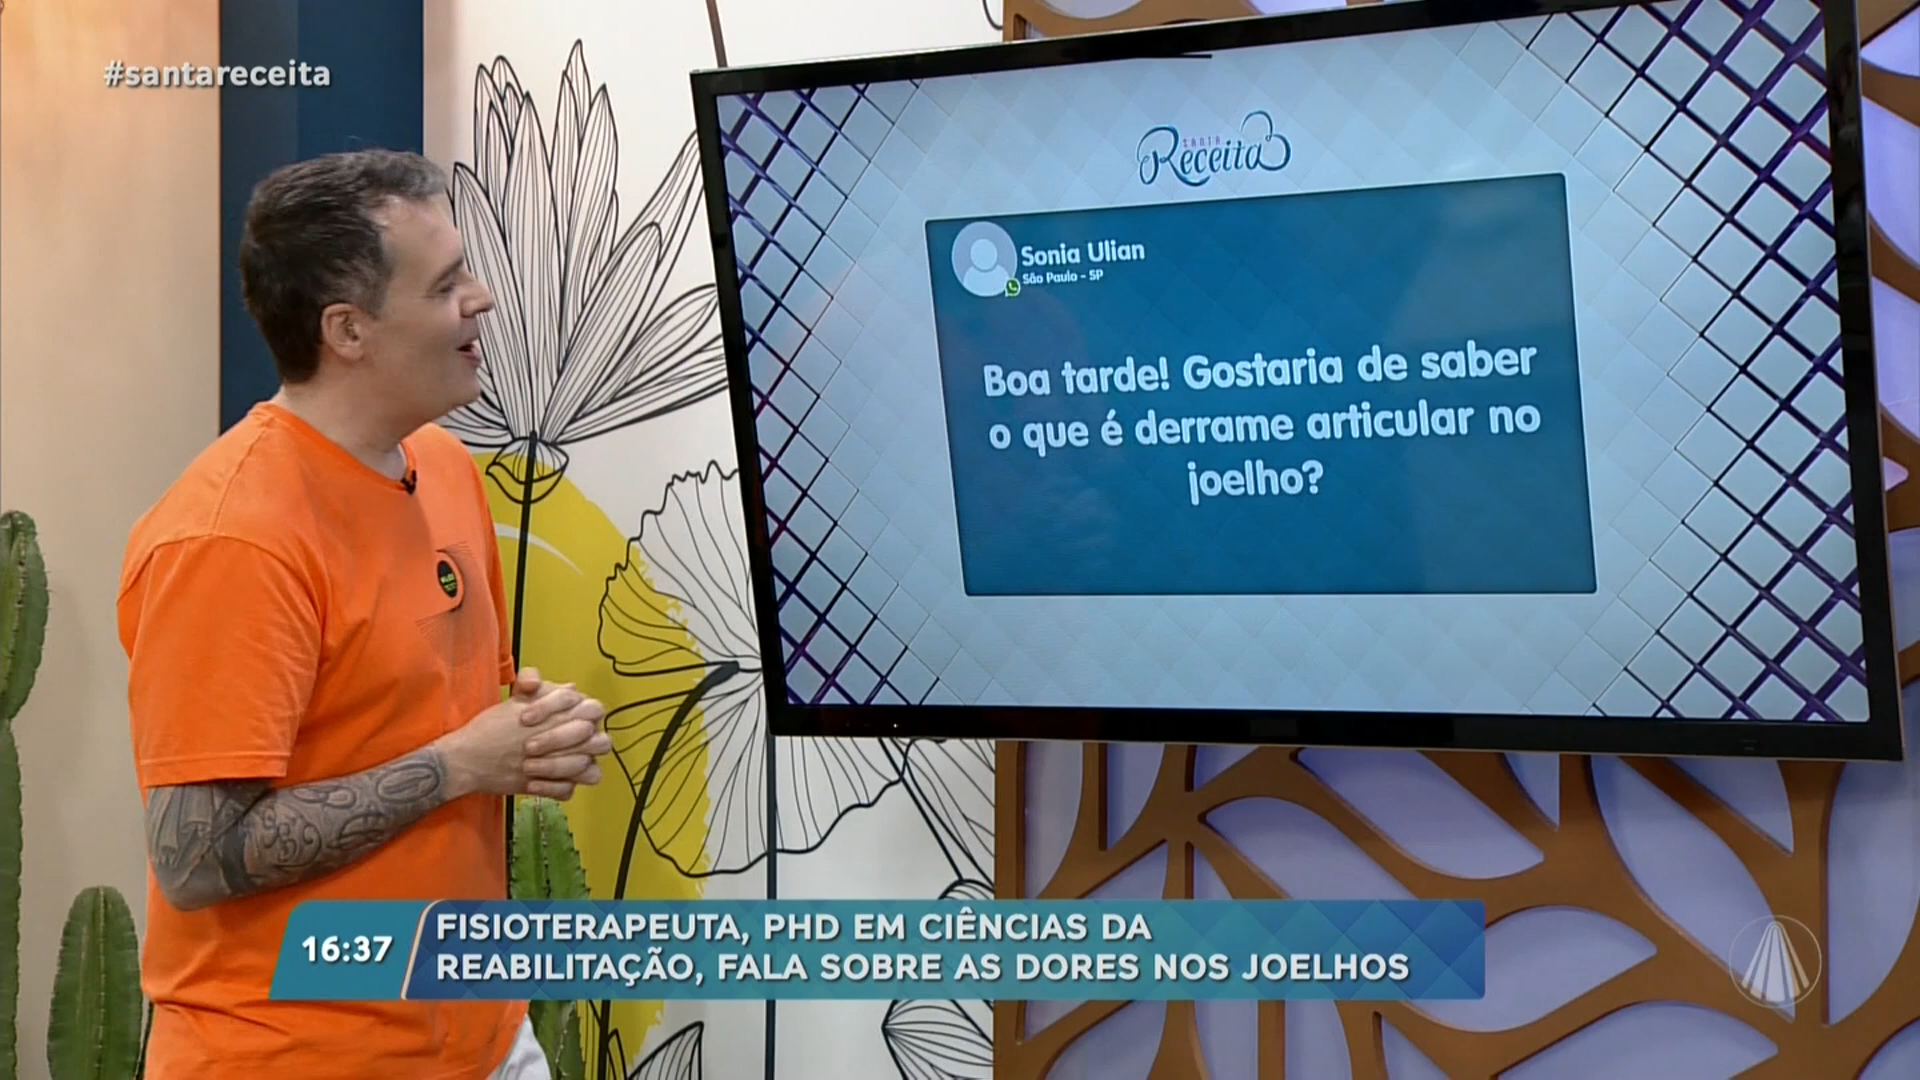 #santareceita
SANTA
Receita
Sonia Ulian
São Paulo - SP
Boa tarde! Gostaria de saber
o que é derrame articular no
joelho?
16:37
FISIOTERAPEUTA, PHD EM CIÊNCIAS DA
REABILITAÇÃO, FALA SOBRE AS DORES NOS JOELHOS